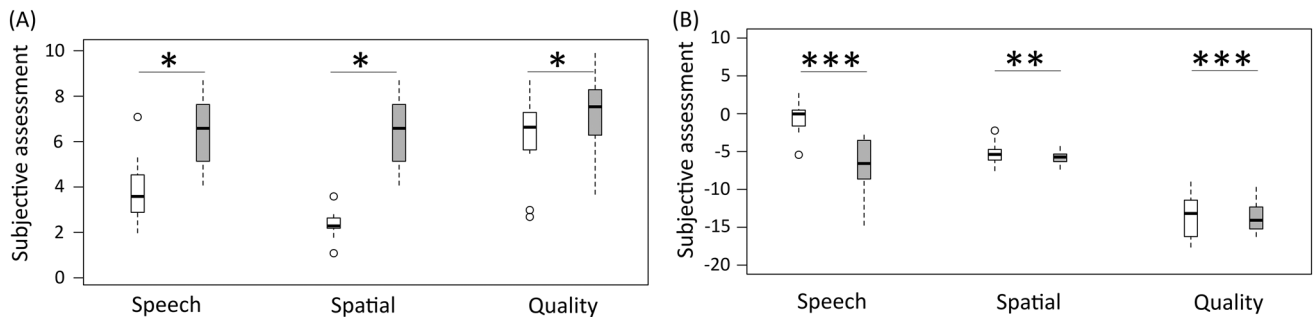 (A)
Subjective assessment
10
8
6
4
2
0
*
*
*
Speech
Spatial
Quality
(B)
Subjective assessment
10
5
0
-5
-10
-15
-20
***
**
***
Speech
Spatial
Quality